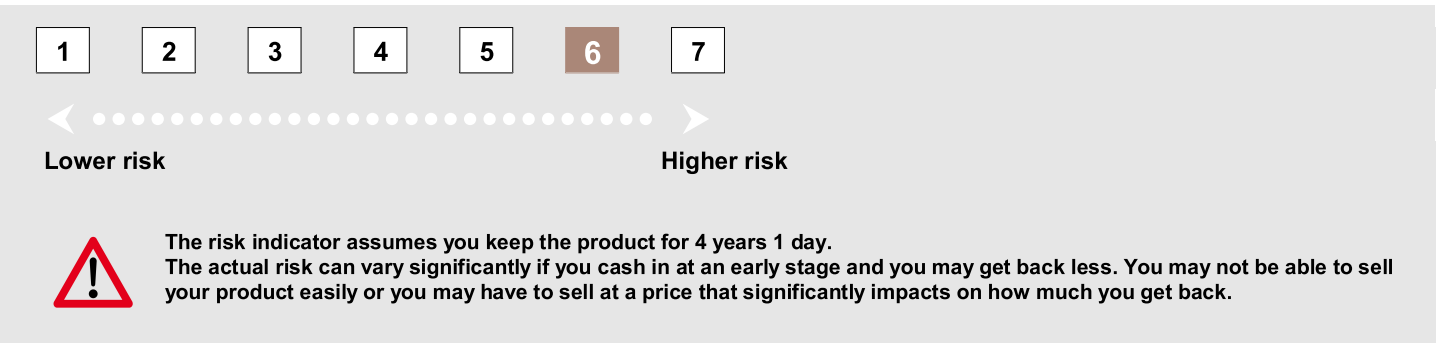 1 2 3 4 5 6 7
Lower risk Higher risk
The risk indicator assumes you keep the product for 4 years 1 day.
The actual risk can vary significantly if you cash in at an early stage and you may get back less. You may not be able to sell
your product easily or you may have to sell at a price that significantly impacts on how much you get back.